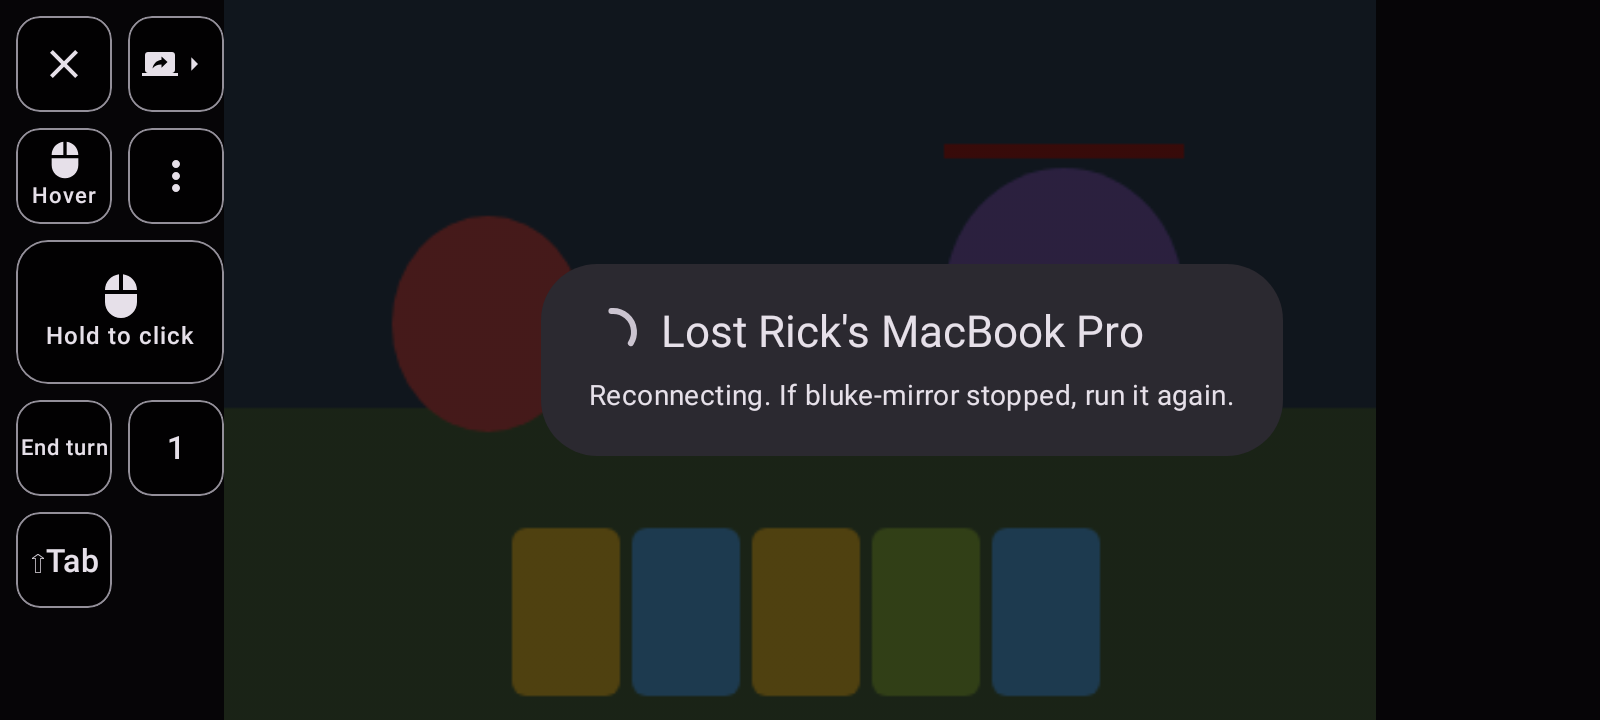 Hover
Hold to click
End turn
1
⇧Tab
Lost Rick's MacBook Pro
Reconnecting. If bluke-mirror stopped, run it again.